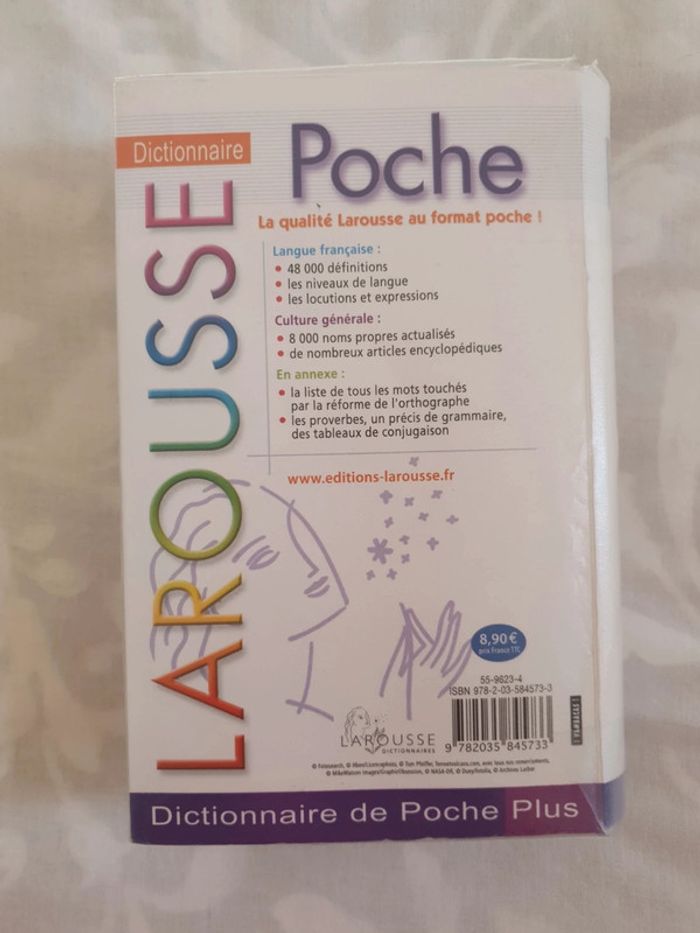 Dictionnaire
Poche
LAROUSSE
La qualité Larousse au format poche !
Langue française :
• 48 000 définitions
• les niveaux de langue
• les locutions et expressions
Culture générale :
• 8 000 noms propres actualisés
• de nombreux articles encyclopédiques
En annexe :
• la liste de tous les mots touchés
par la réforme de l'orthographe
• les proverbes, un précis de grammaire,
des tableaux de conjugaison
www.editions-larousse.fr
8,90 €
prix France TTC
55-9623-4
ISBN 978-2-03-584573-3
9 782035 845733
LAROUSSE
DICTIONNAIRES
Dictionnaire de Poche Plus